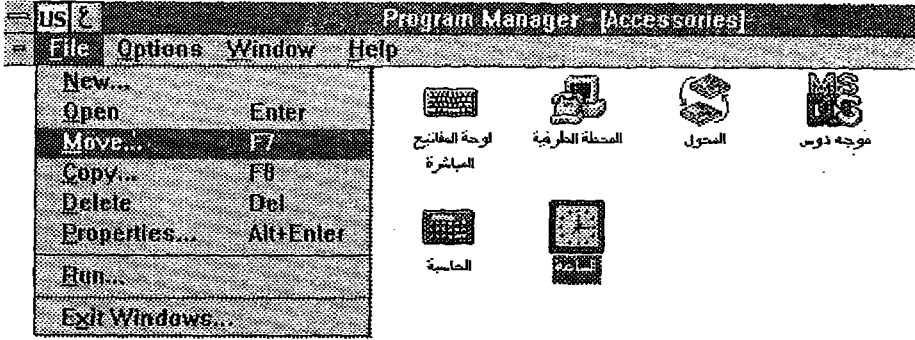 US ع Program Manager - [Accessories]
File Options Window Help
New...
Open Enter
Move... F7
Copy... F8
Delete Del
Properties... Alt+Enter
Run...
Exit Windows...
لوحة المفاتيح المباشرة
المحطة الطرفية
المحول
MS DOS
موجه دوس
الحاسبة